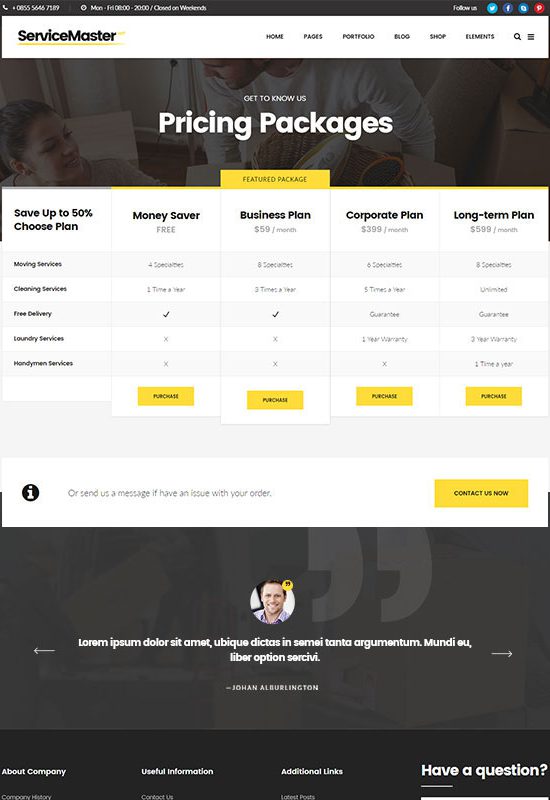 + 0855 5646 7189 Mon - Fri 08:00 - 20:00 / Closed on Weekends Follow us
ServiceMaster
HOME PAGES PORTFOLIO BLOG SHOP ELEMENTS
GET TO KNOW US
Pricing Packages
FEATURED PACKAGE
Save Up to 50%
Choose Plan
Money Saver Business Plan Corporate Plan Long-term Plan
FREE $59 / month $399 / month $599 / month
Moving Services 4 Specialties 8 Specialties 6 Specialties 8 Specialties
Cleaning Services 1 Time a Year 3 Times a Year 5 Times a Year Unlimited
Free Delivery ✓ ✓ Guarantee Guarantee
Laundry Services X X 1 Year Warranty 3 Year Warranty
Handymen Services X X X 1 Time a year
PURCHASE PURCHASE PURCHASE PURCHASE
Or send us a message if have an issue with your order.
CONTACT US NOW
Lorem ipsum dolor sit amet, ubique dictas in semei tanta argumentum. Mundi eu,
liber option sercivi.
—JOHAN ALBURLINGTON
About Company Useful Information Additional Links Have a question?
Company History Contact Us Latest Posts